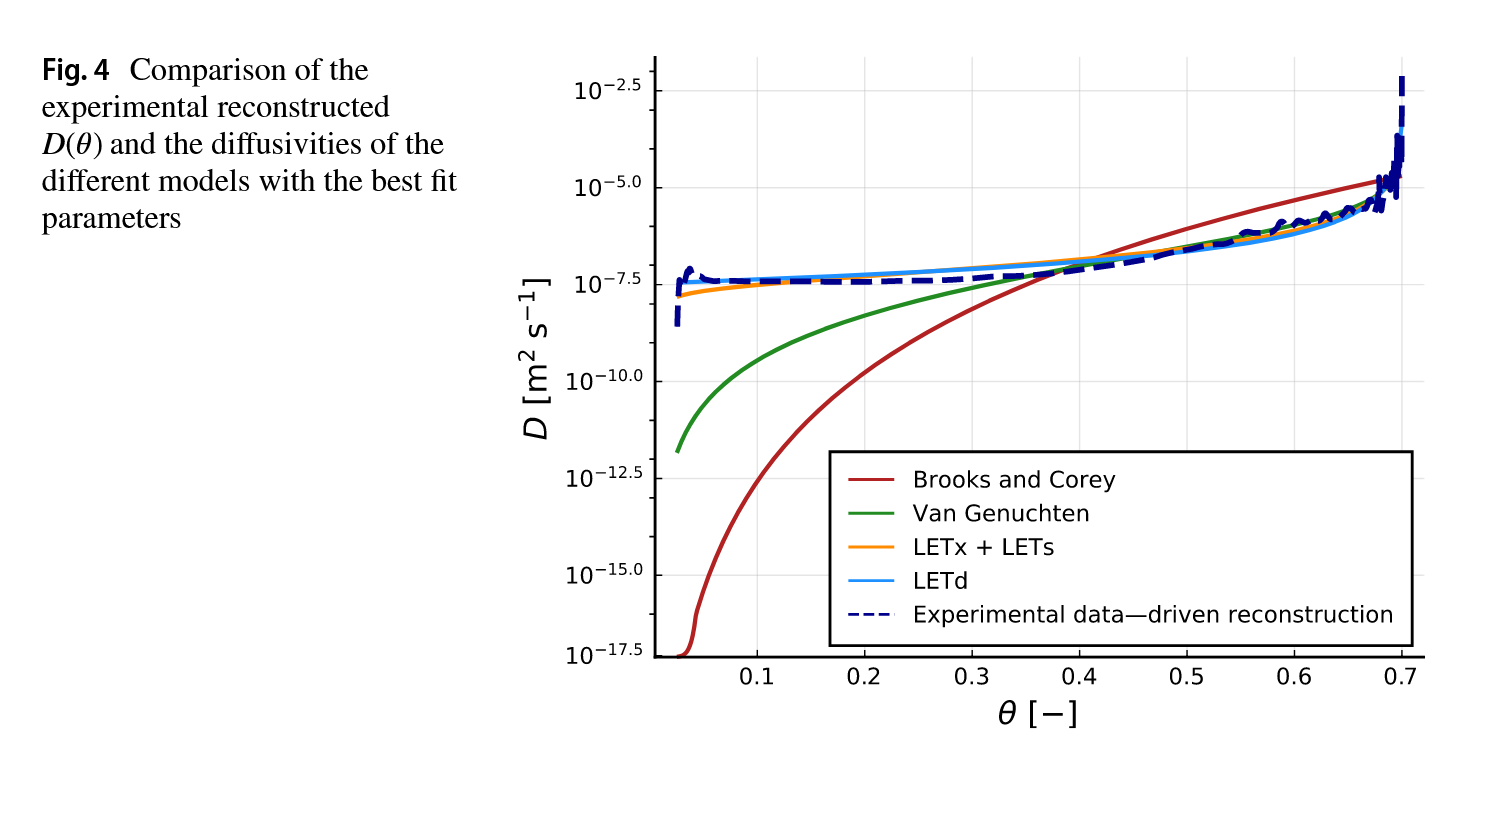 Fig. 4 Comparison of the
experimental reconstructed
D(θ) and the diffusivities of the
different models with the best fit
parameters
10^−2.5
10^−5.0
10^−7.5
10^−10.0
10^−12.5
10^−15.0
10^−17.5
D [m² s⁻¹]
Brooks and Corey
Van Genuchten
LETx + LETs
LETd
Experimental data—driven reconstruction
0.1 0.2 0.3 0.4 0.5 0.6 0.7
θ [−]